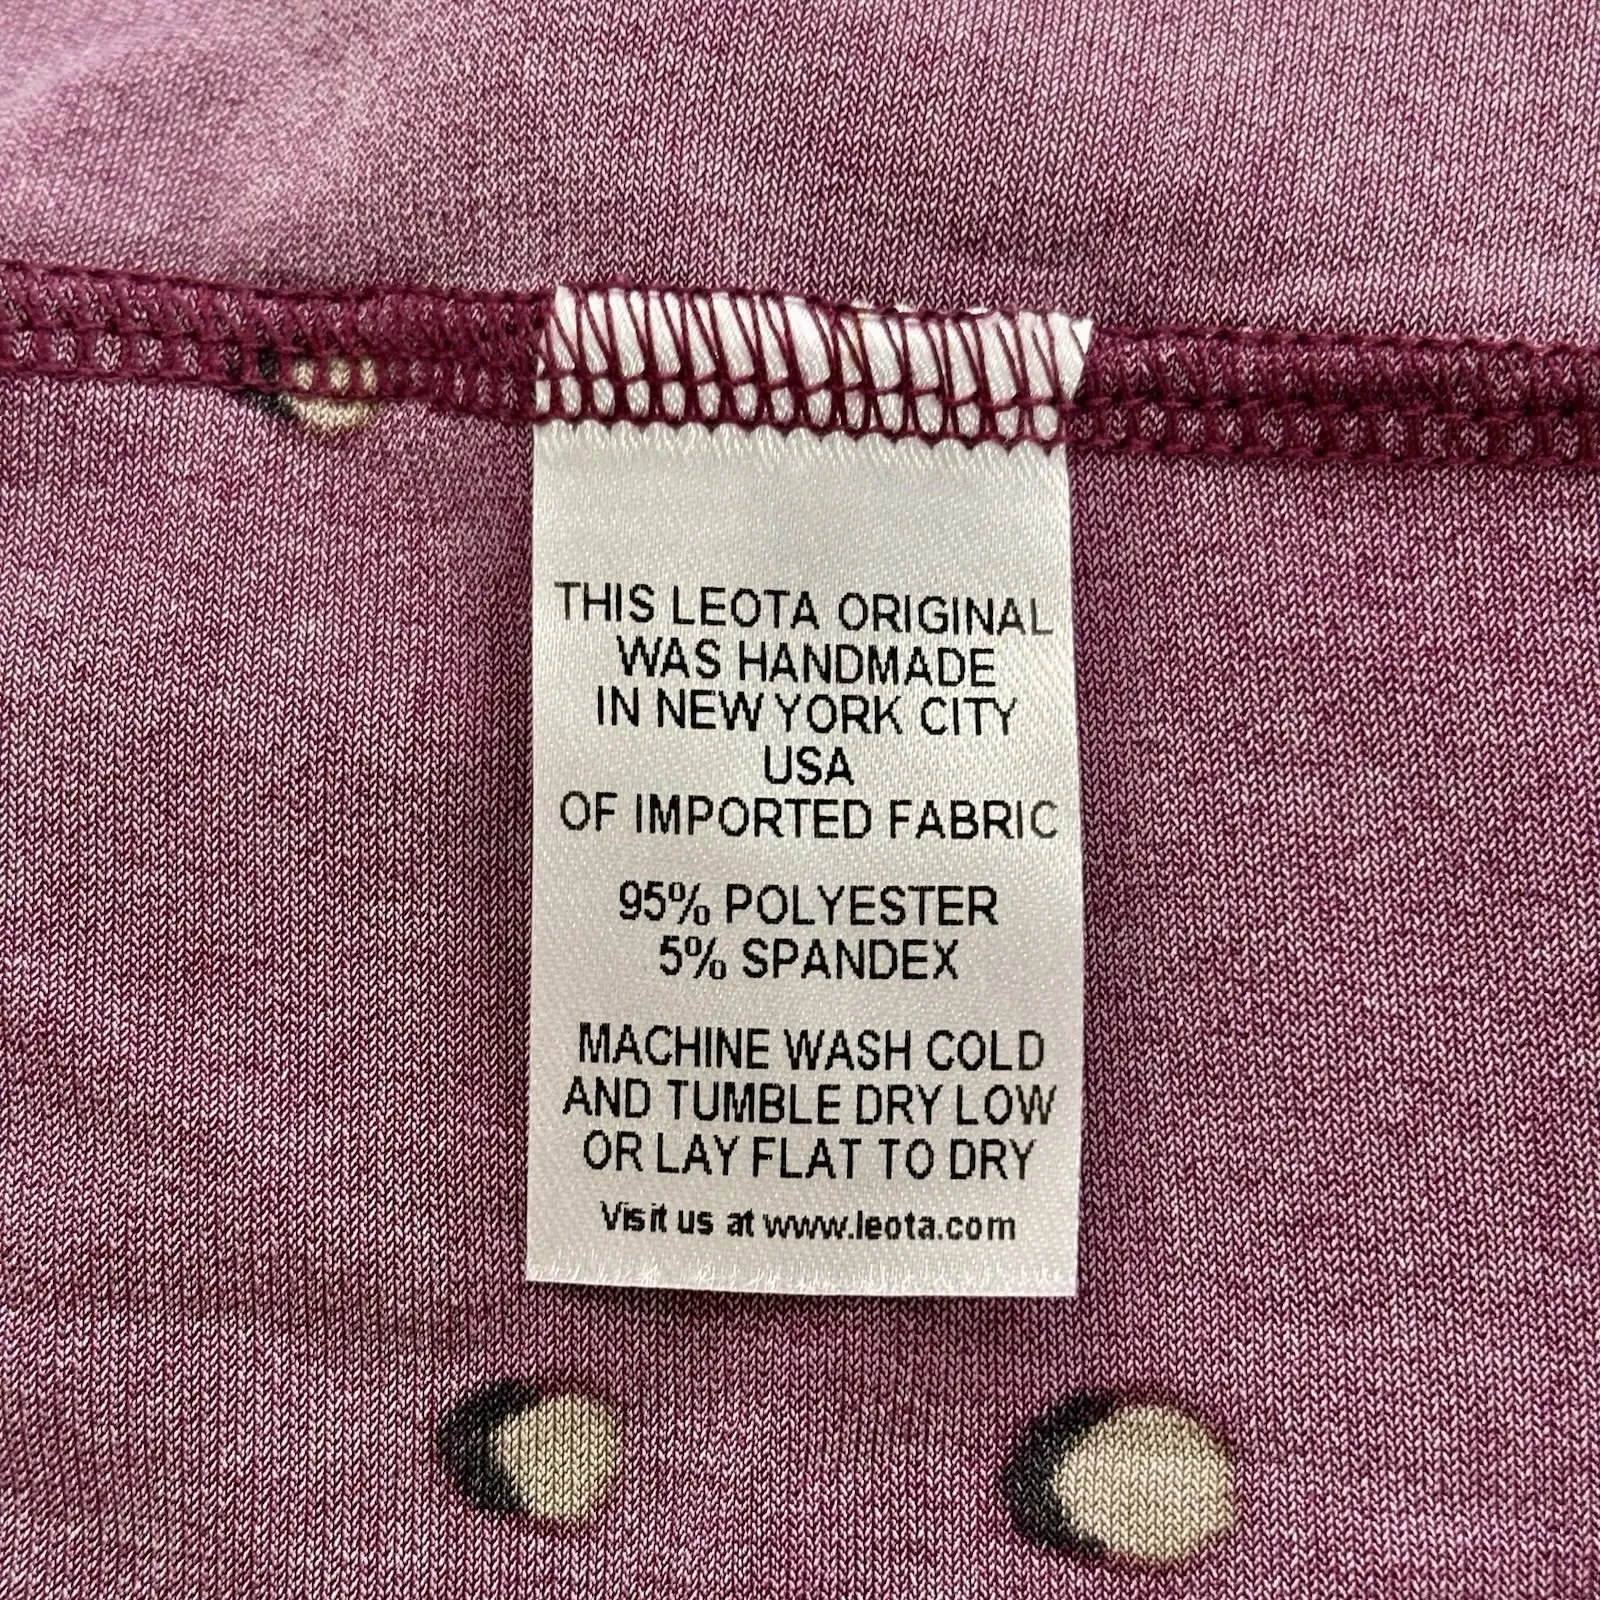 THIS LEOTA ORIGINAL
WAS HANDMADE
IN NEW YORK CITY
USA
OF IMPORTED FABRIC
95% POLYESTER
5% SPANDEX
MACHINE WASH COLD
AND TUMBLE DRY LOW
OR LAY FLAT TO DRY
Visit us at www.leota.com